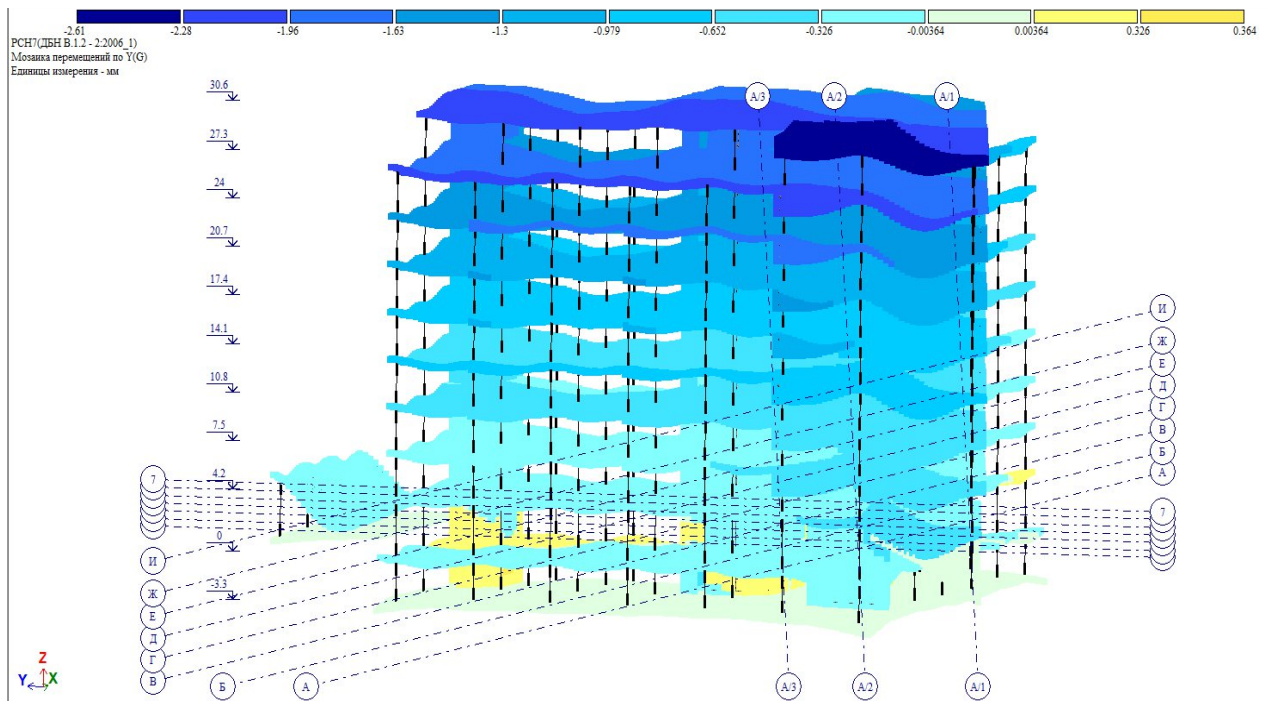 -2.61 -2.28 -1.96 -1.63 -1.3 -0.979 -0.652 -0.326 -0.00364 0.00364 0.326 0.364
РСН7(ДБН В.1.2 - 2:2006_1)
Мозаика перемещений по Y(G)
Единицы измерения - мм
30.6
А/3 А/2 А/1
27.3
24
20.7
17.4
И
14.1
Ж
Е
10.8
Д
Г
7.5
В
Б
4.2
А
7
7
0
И
-3.3
Ж
Е
Д
Г
Z
В Б А А/3 А/2 А/1
Y X